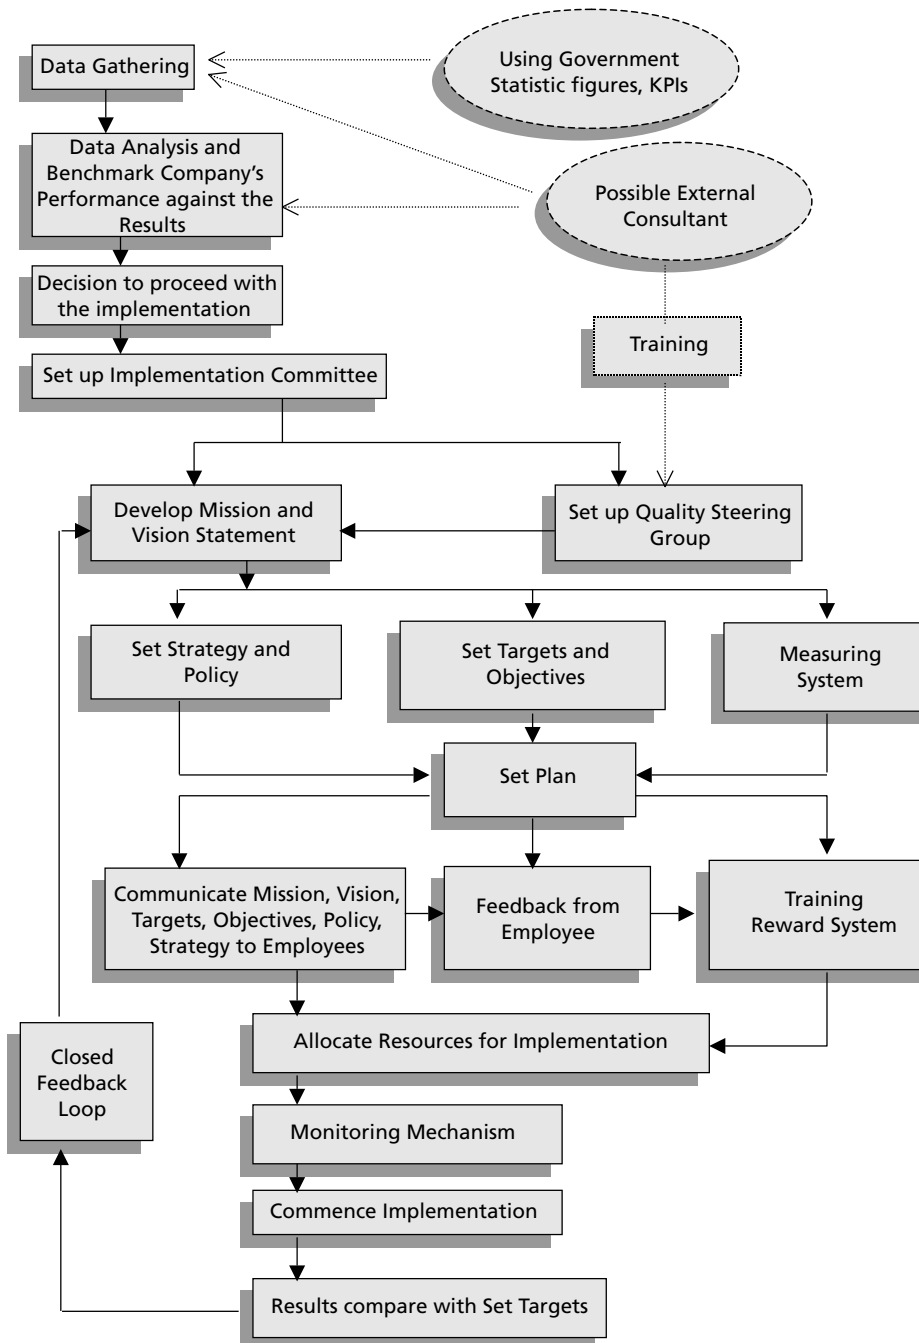 Data Gathering
Using Government
Statistic figures, KPIs
Data Analysis and
Benchmark Company's
Performance against the
Results
Possible External
Consultant
Decision to proceed with
the implementation
Training
Set up Implementation Committee
Develop Mission and
Vision Statement
Set up Quality Steering
Group
Set Strategy and
Policy
Set Targets and
Objectives
Measuring
System
Set Plan
Communicate Mission, Vision,
Targets, Objectives, Policy,
Strategy to Employees
Feedback from
Employee
Training
Reward System
Allocate Resources for Implementation
Closed
Feedback
Loop
Monitoring Mechanism
Commence Implementation
Results compare with Set Targets